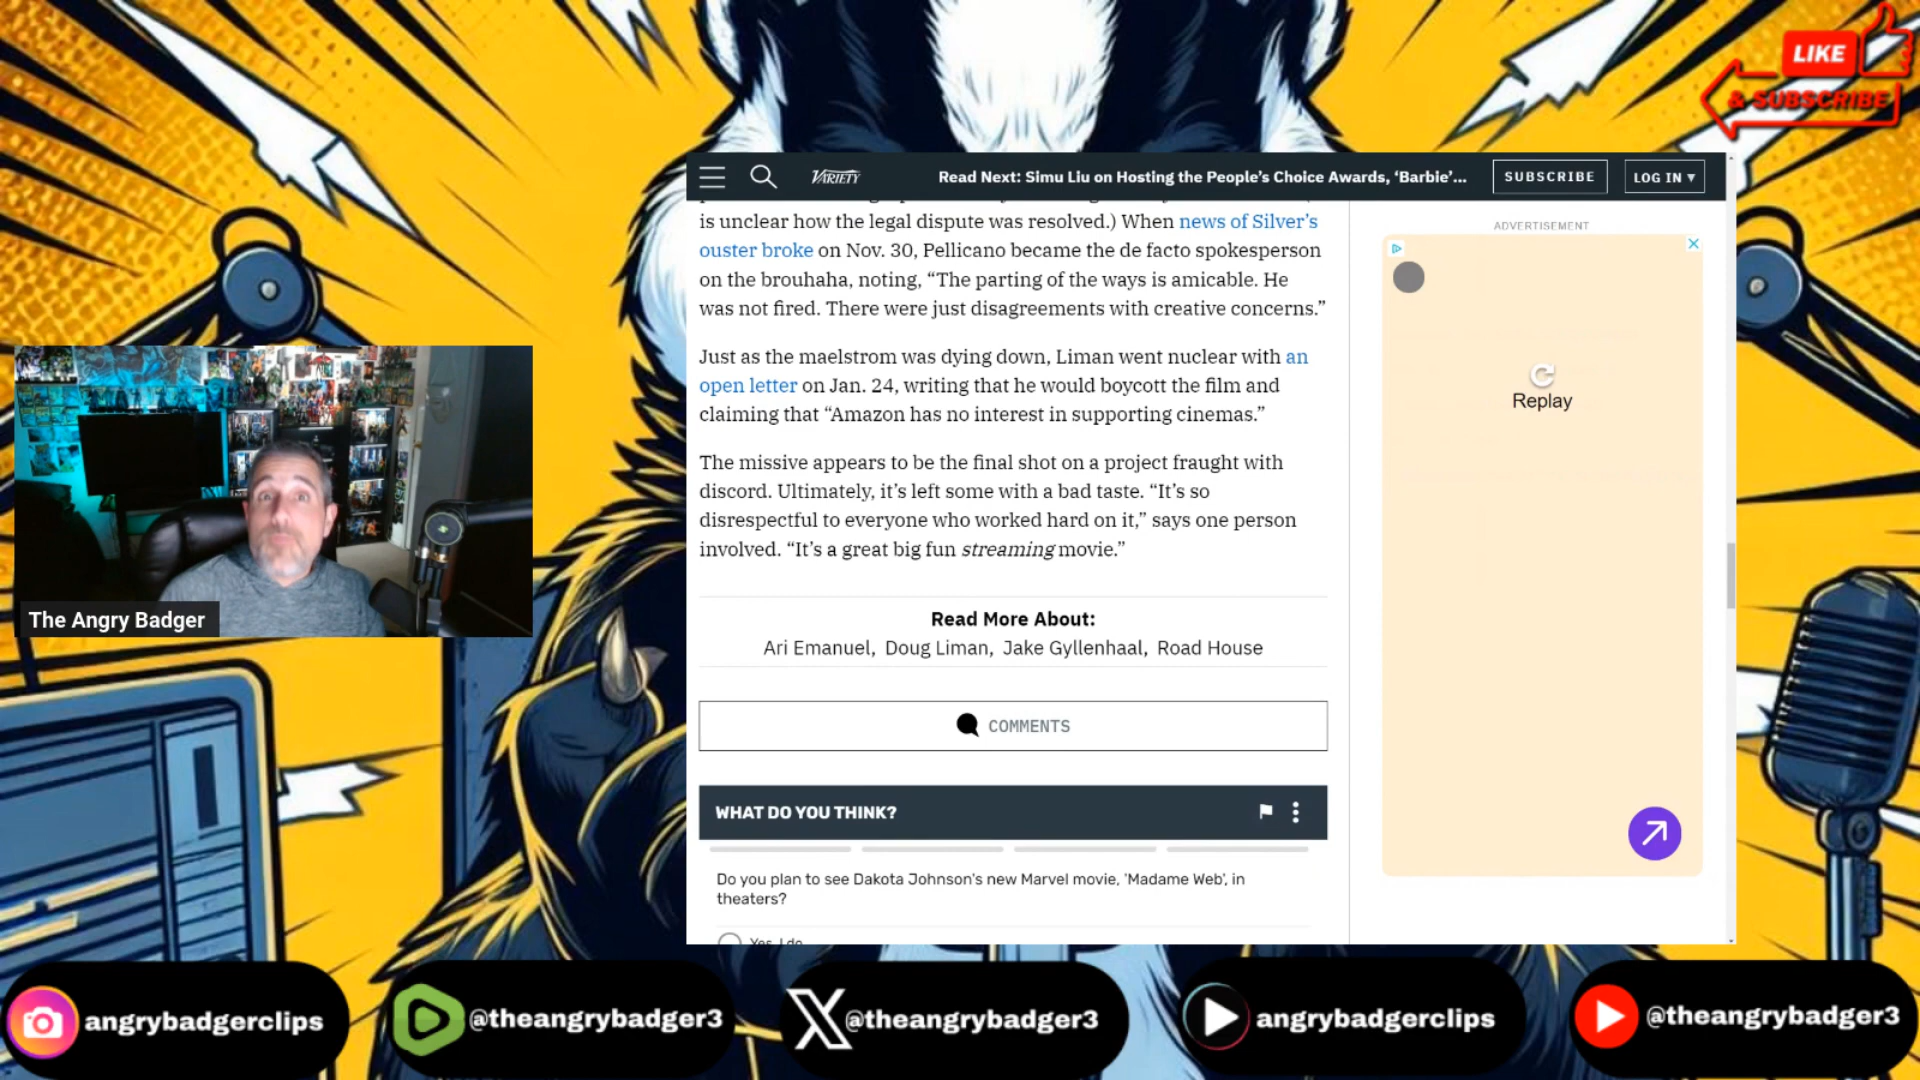 LIKE
& SUBSCRIBE
VARIETY
Read Next: Simu Liu on Hosting the People's Choice Awards, ‘Barbie’...
SUBSCRIBE
LOG IN ▾
is unclear how the legal dispute was resolved.) When news of Silver’s
ouster broke on Nov. 30, Pellicano became the de facto spokesperson
on the brouhaha, noting, “The parting of the ways is amicable. He
was not fired. There were just disagreements with creative concerns.”
Just as the maelstrom was dying down, Liman went nuclear with an
open letter on Jan. 24, writing that he would boycott the film and
claiming that “Amazon has no interest in supporting cinemas.”
The missive appears to be the final shot on a project fraught with
discord. Ultimately, it’s left some with a bad taste. “It’s so
disrespectful to everyone who worked hard on it,” says one person
involved. “It’s a great big fun streaming movie.”
Read More About:
Ari Emanuel, Doug Liman, Jake Gyllenhaal, Road House
COMMENTS
WHAT DO YOU THINK?
Do you plan to see Dakota Johnson's new Marvel movie, 'Madame Web', in
theaters?
Yes, I do
ADVERTISEMENT
Replay
The Angry Badger
angrybadgerclips
@theangrybadger3
@theangrybadger3
angrybadgerclips
@theangrybadger3